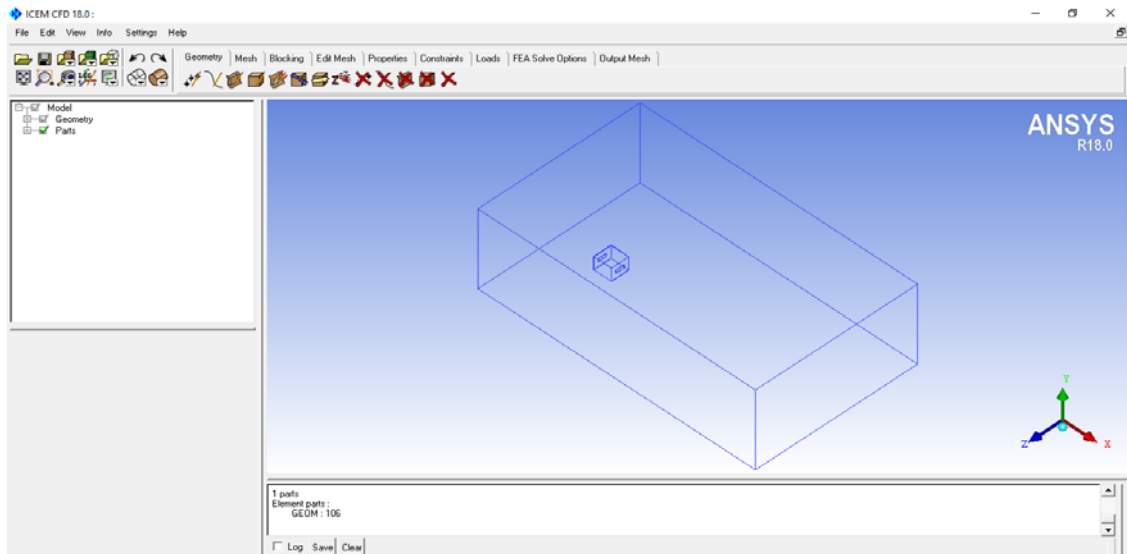 ICEM CFD 18.0 :
File Edit View Info Settings Help
Geometry Mesh Blocking Edit Mesh Properties Constraints Loads FEA Solve Options Output Mesh
Model
Geometry
Parts
ANSYS
R18.0
Y
Z
X
1 parts
Element parts :
GEOM : 106
Log Save Clear